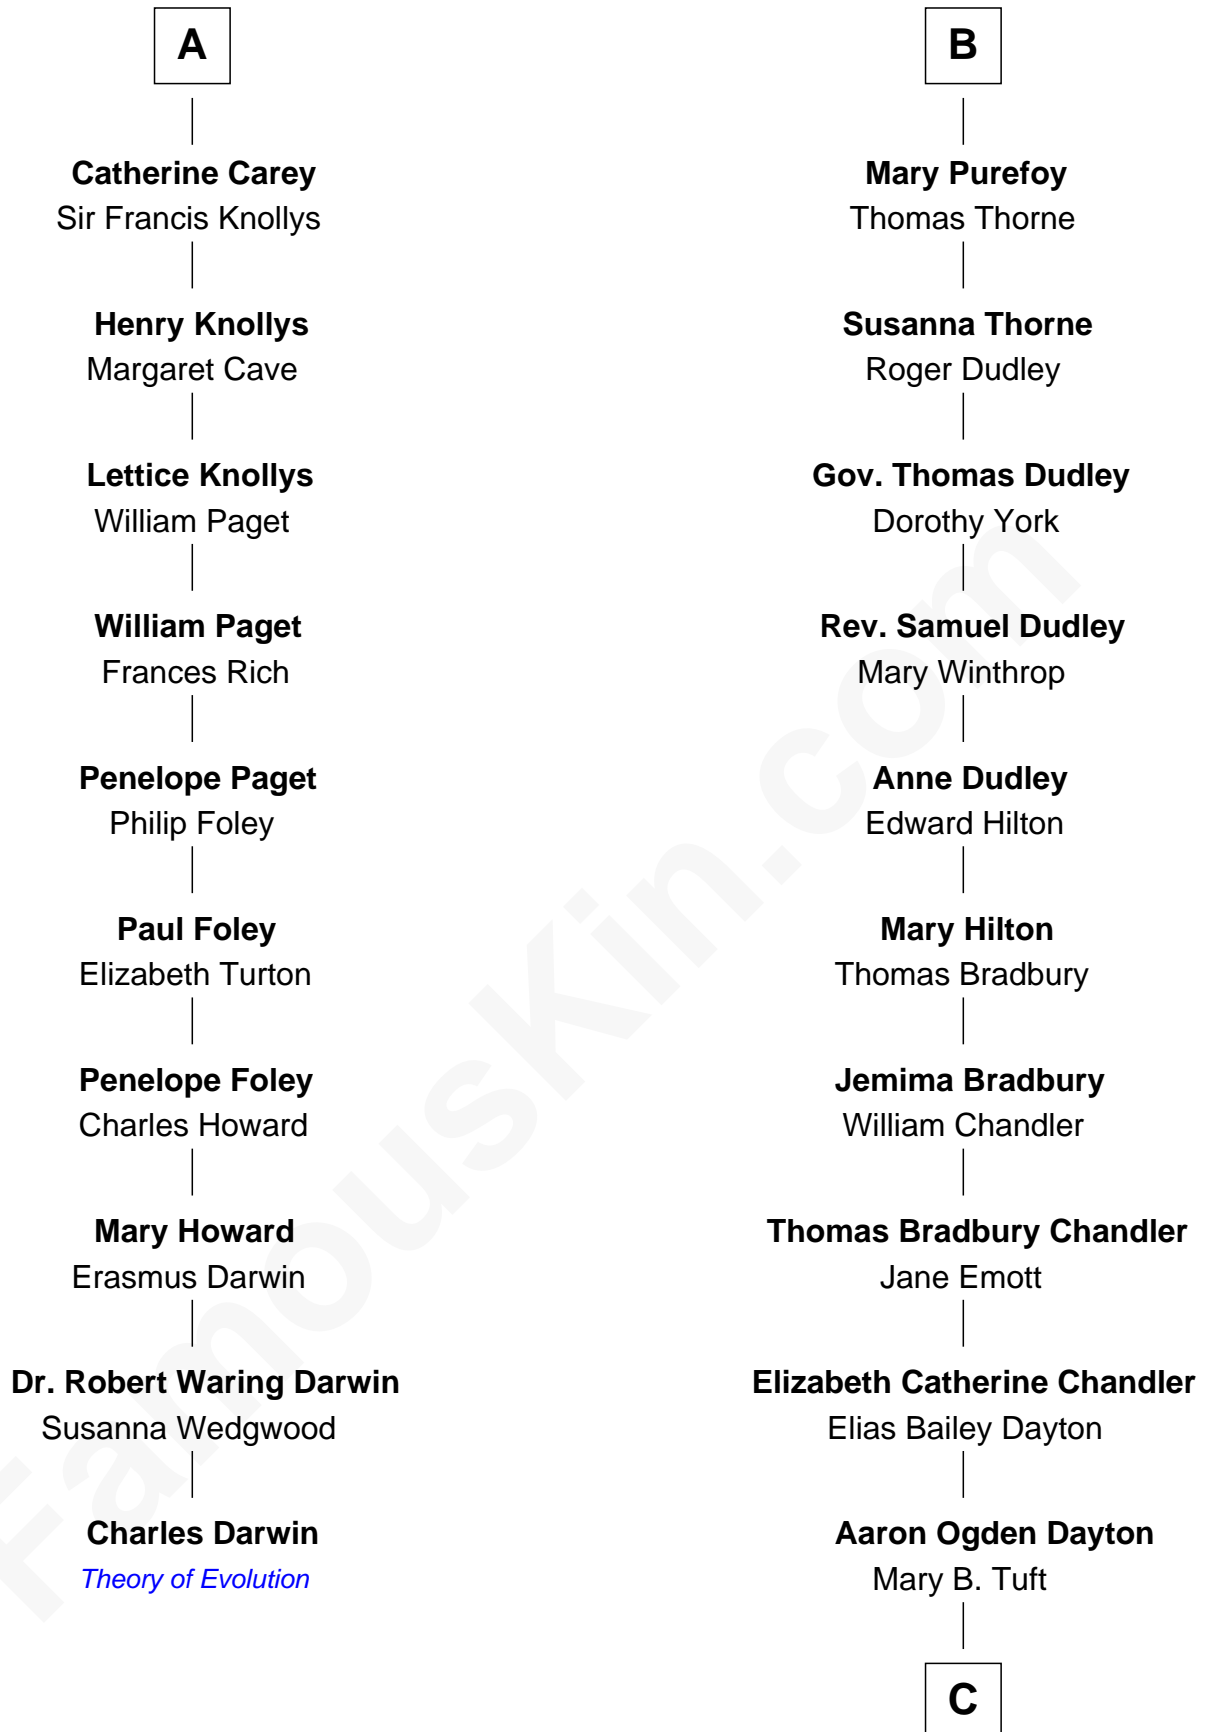 A
Catherine Carey
Sir Francis Knollys
Henry Knollys
Margaret Cave
Lettice Knollys
William Paget
William Paget
Frances Rich
Penelope Paget
Philip Foley
Paul Foley
Elizabeth Turton
Penelope Foley
Charles Howard
Mary Howard
Erasmus Darwin
Dr. Robert Waring Darwin
Susanna Wedgwood
Charles Darwin
Theory of Evolution
B
Mary Purefoy
Thomas Thorne
Susanna Thorne
Roger Dudley
Gov. Thomas Dudley
Dorothy York
Rev. Samuel Dudley
Mary Winthrop
Anne Dudley
Edward Hilton
Mary Hilton
Thomas Bradbury
Jemima Bradbury
William Chandler
Thomas Bradbury Chandler
Jane Emott
Elizabeth Catherine Chandler
Elias Bailey Dayton
Aaron Ogden Dayton
Mary B. Tuft
C
FamousKin.com